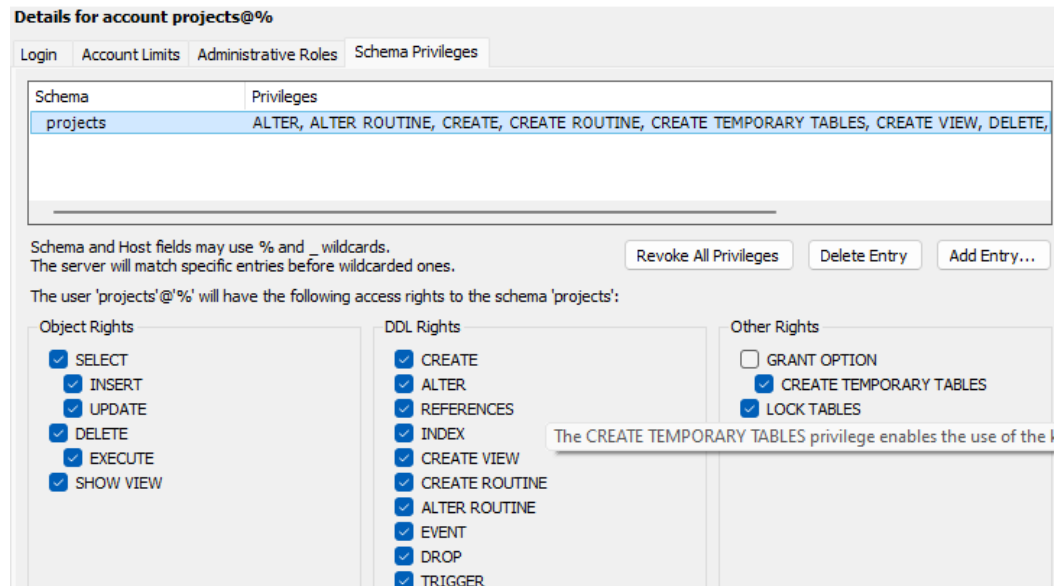 Details for account projects@%
Login Account Limits Administrative Roles Schema Privileges
Schema Privileges
projects ALTER, ALTER ROUTINE, CREATE, CREATE ROUTINE, CREATE TEMPORARY TABLES, CREATE VIEW, DELETE,
Schema and Host fields may use % and _ wildcards.
The server will match specific entries before wildcarded ones.
Revoke All Privileges Delete Entry Add Entry...
The user 'projects'@'%' will have the following access rights to the schema 'projects':
Object Rights
SELECT
INSERT
UPDATE
DELETE
EXECUTE
SHOW VIEW
DDL Rights
CREATE
ALTER
REFERENCES
INDEX
CREATE VIEW
CREATE ROUTINE
ALTER ROUTINE
EVENT
DROP
TRIGGER
Other Rights
GRANT OPTION
CREATE TEMPORARY TABLES
LOCK TABLES
The CREATE TEMPORARY TABLES privilege enables the use of the